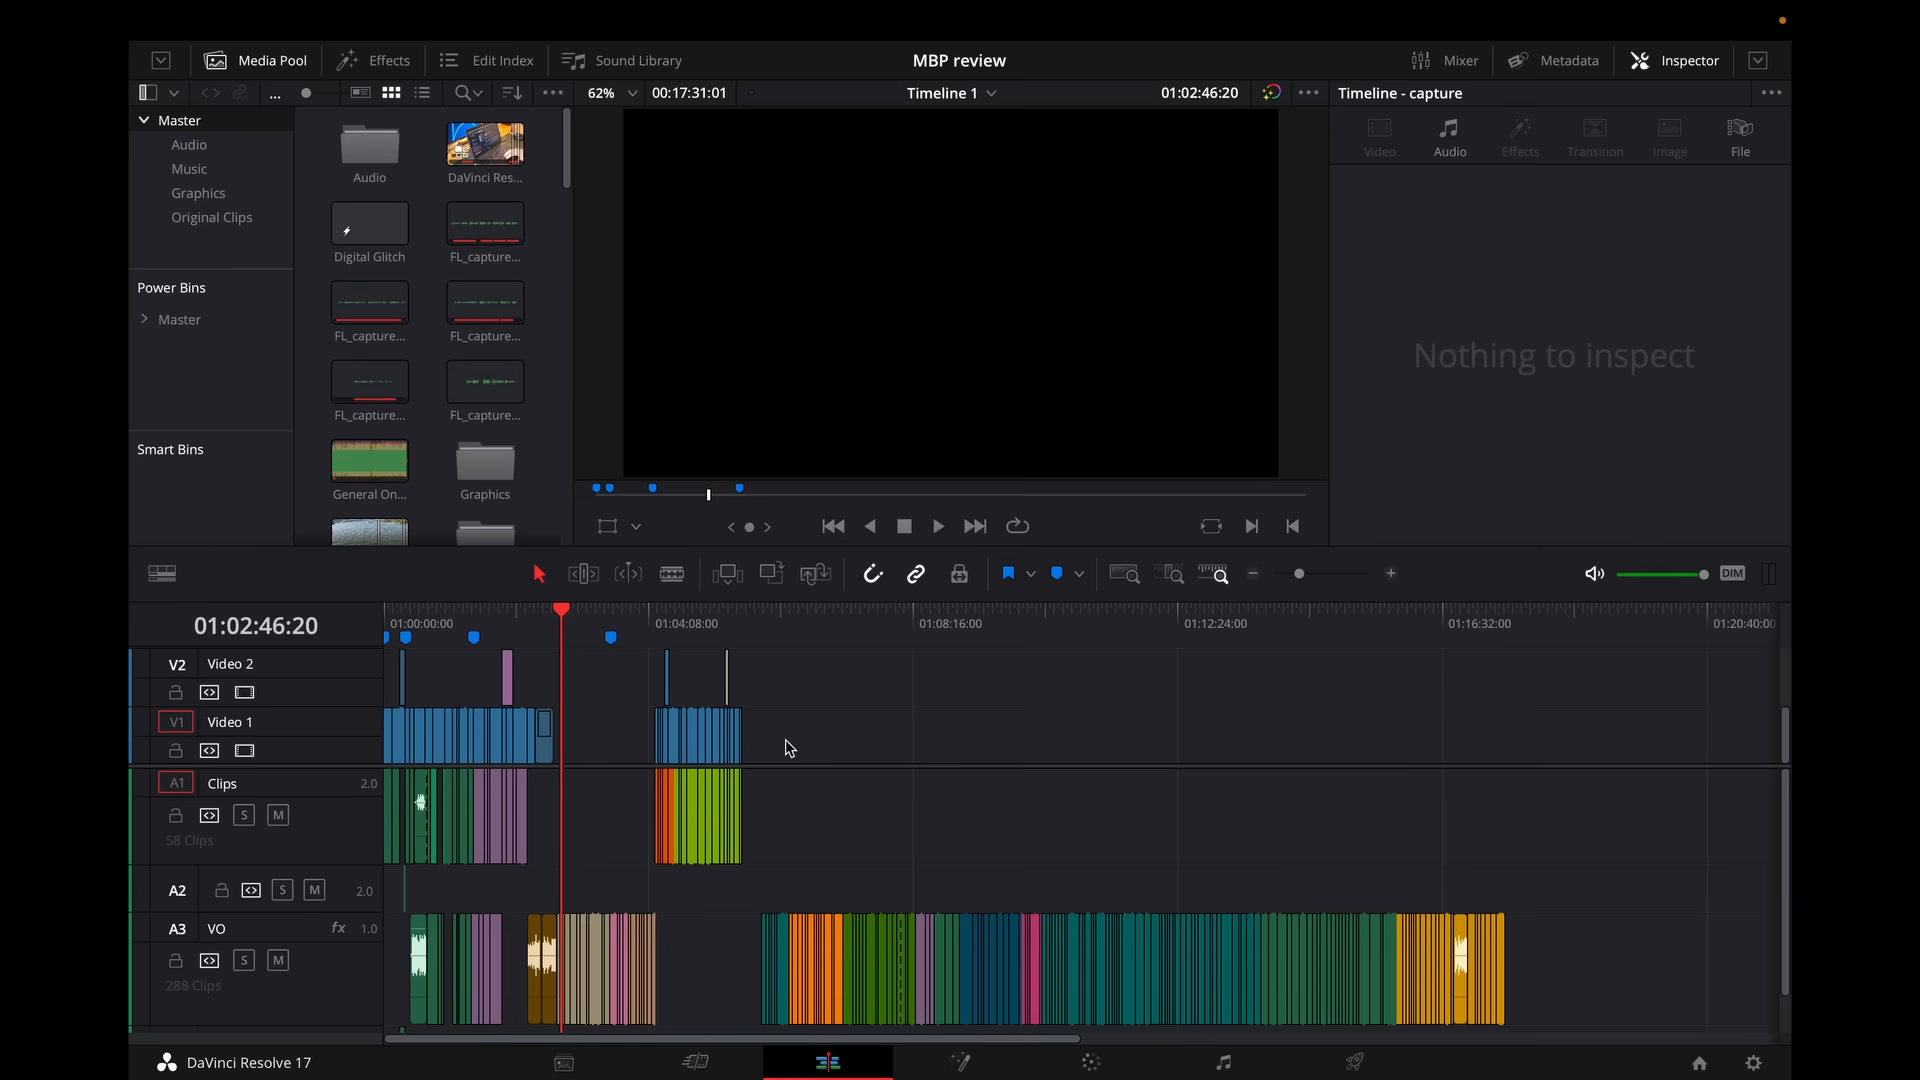 Media Pool Effects Edit Index Sound Library MBP review Mixer Metadata Inspector
... 62% 00:17:31:01 Timeline 1 01:02:46:20 Timeline - capture
Master
Audio
Music
Graphics
Original Clips
Power Bins
Master
Smart Bins
Audio DaVinci Res...
Digital Glitch FL_capture...
FL_capture... FL_capture...
FL_capture... FL_capture...
General On... Graphics
Video Audio Effects Transition Image File
Nothing to inspect
DIM
01:02:46:20
01:00:00:00 01:04:08:00 01:08:16:00 01:12:24:00 01:16:32:00 01:20:40:00
V2 Video 2
V1 Video 1
A1 Clips 2.0
S M
58 Clips
A2 S M 2.0
A3 VO fx 1.0
S M
288 Clips
DaVinci Resolve 17